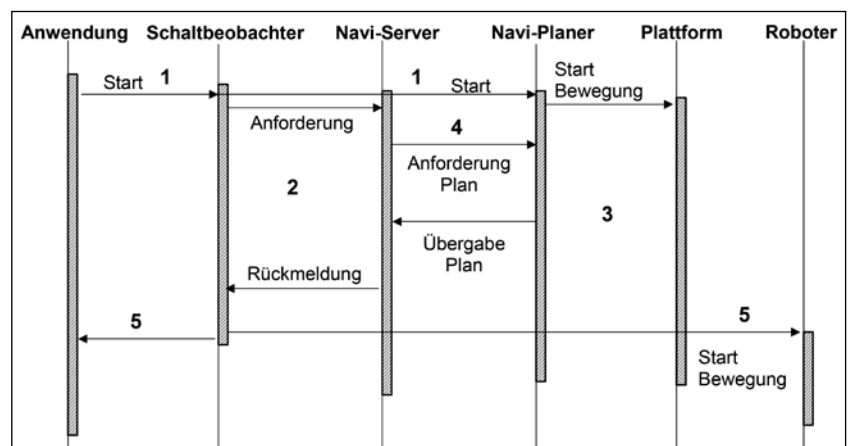 Anwendung Schaltbeobachter Navi-Server Navi-Planer Plattform Roboter
Start 1
1 Start
Start
Bewegung
Anforderung
4
Anforderung
Plan
2
3
Übergabe
Plan
Rückmeldung
5
5
Start
Bewegung